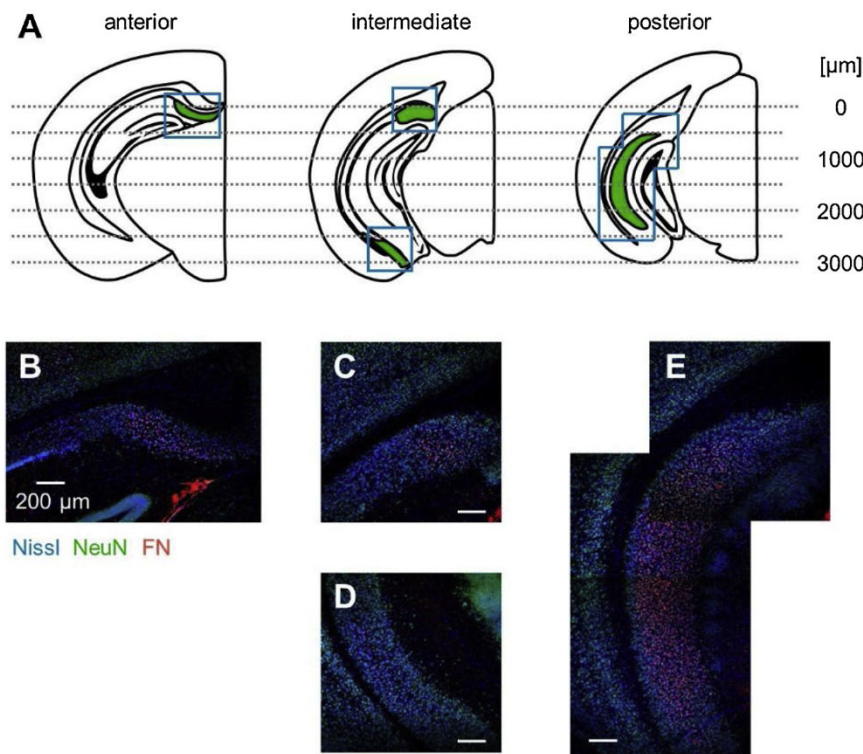 A anterior intermediate posterior
[µm]
0
1000
2000
3000
B C E
200 µm
Nissl NeuN FN
D